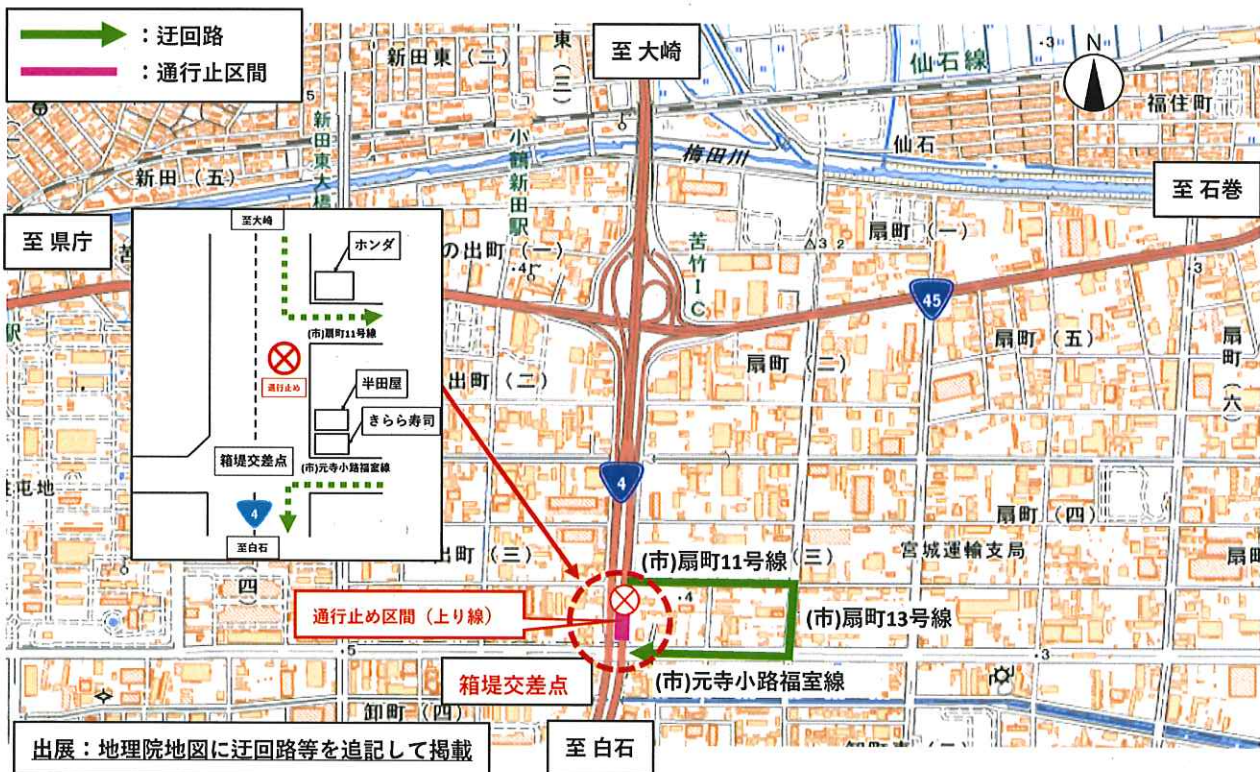 ：迂回路
：通行止区間
至 大崎
東（三）
新田東（二）
仙石線
N
福住町
新田東大橋
小鶴新田駅
梅田川
仙石
新田（五）
至 石巻
至 県庁
の出町（一）
苦竹IC
扇町（一）
45
扇町（五）
扇町（六）
扇町（二）
出町（二）
至大崎
ホンダ
(市)扇町11号線
通行止め
半田屋
きらら寿司
箱堤交差点
(市)元寺小路福室線
4
至白石
4
屯地
扇町（四）
出町（三）
(市)扇町11号線
（三）
宮城運輸支局
（四）
通行止め区間（上り線）
(市)扇町13号線
箱堤交差点
(市)元寺小路福室線
卸町（四）
出展：地理院地図に迂回路等を追記して掲載
至 白石